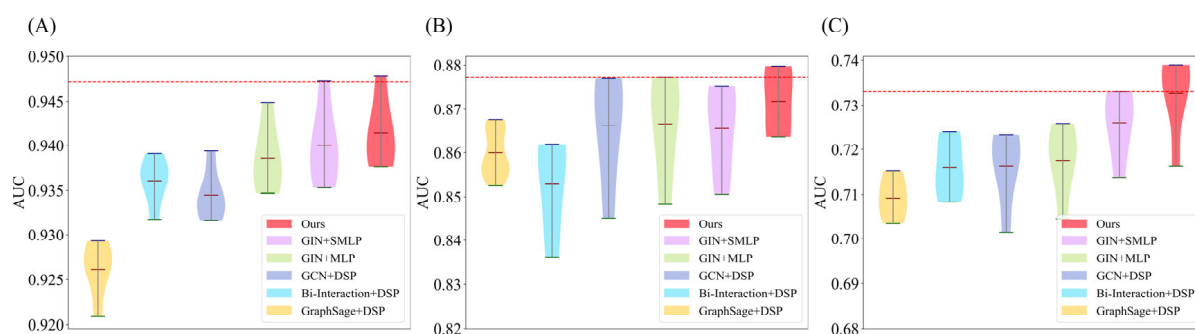 (A)
0.950
0.945
0.940
0.935
0.930
0.925
0.920
AUC
Ours
GIN+SMLP
GIN+MLP
GCN+DSP
Bi-Interaction+DSP
GraphSage+DSP
(B)
0.88
0.87
0.86
0.85
0.84
0.82
AUC
Ours
GIN+SMLP
GIN+MLP
GCN+DSP
Bi-Interaction+DSP
GraphSage+DSP
(C)
0.74
0.73
0.72
0.71
0.70
0.68
0.68
AUC
Ours
GIN+SMLP
GIN+MLP
GCN+DSP
Bi-Interaction+DSP
GraphSage+DSP